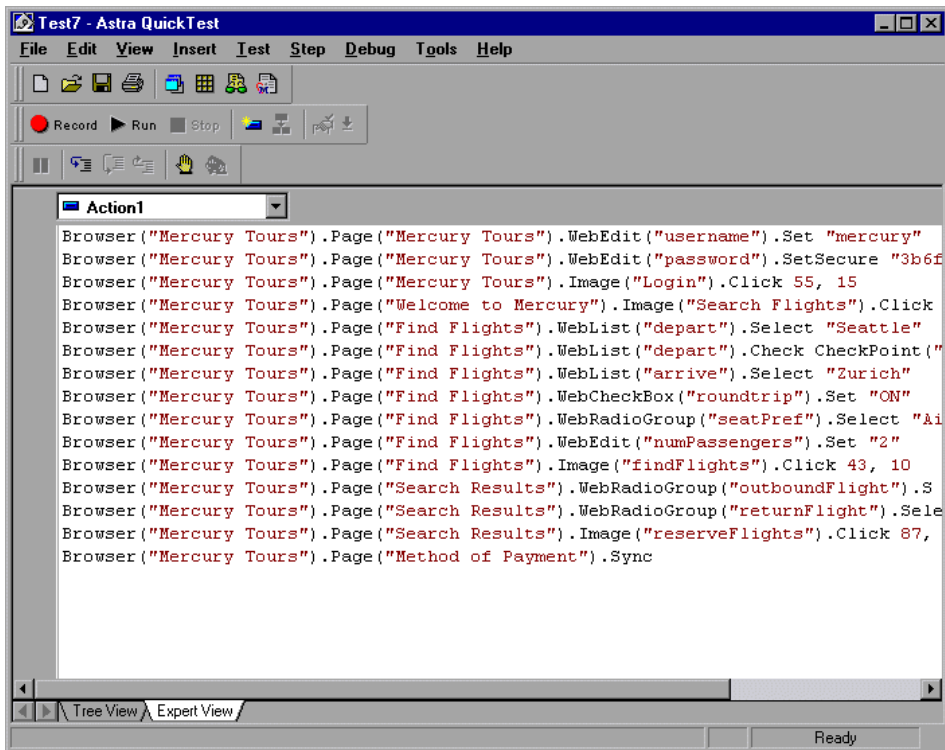 Test7 - Astra QuickTest
File Edit View Insert Test Step Debug Tools Help
Record Run Stop
Action1
Browser("Mercury Tours").Page("Mercury Tours").WebEdit("username").Set "mercury"
Browser("Mercury Tours").Page("Mercury Tours").WebEdit("password").SetSecure "3b6f
Browser("Mercury Tours").Page("Mercury Tours").Image("Login").Click 55, 15
Browser("Mercury Tours").Page("Welcome to Mercury").Image("Search Flights").Click
Browser("Mercury Tours").Page("Find Flights").WebList("depart").Select "Seattle"
Browser("Mercury Tours").Page("Find Flights").WebList("depart").Check CheckPoint("
Browser("Mercury Tours").Page("Find Flights").WebList("arrive").Select "Zurich"
Browser("Mercury Tours").Page("Find Flights").WebCheckBox("roundtrip").Set "ON"
Browser("Mercury Tours").Page("Find Flights").WebRadioGroup("seatPref").Select "Ai
Browser("Mercury Tours").Page("Find Flights").WebEdit("numPassengers").Set "2"
Browser("Mercury Tours").Page("Find Flights").Image("findFlights").Click 43, 10
Browser("Mercury Tours").Page("Search Results").WebRadioGroup("outboundFlight").S
Browser("Mercury Tours").Page("Search Results").WebRadioGroup("returnFlight").Sele
Browser("Mercury Tours").Page("Search Results").Image("reserveFlights").Click 87,
Browser("Mercury Tours").Page("Method of Payment").Sync
Tree View Expert View
Ready